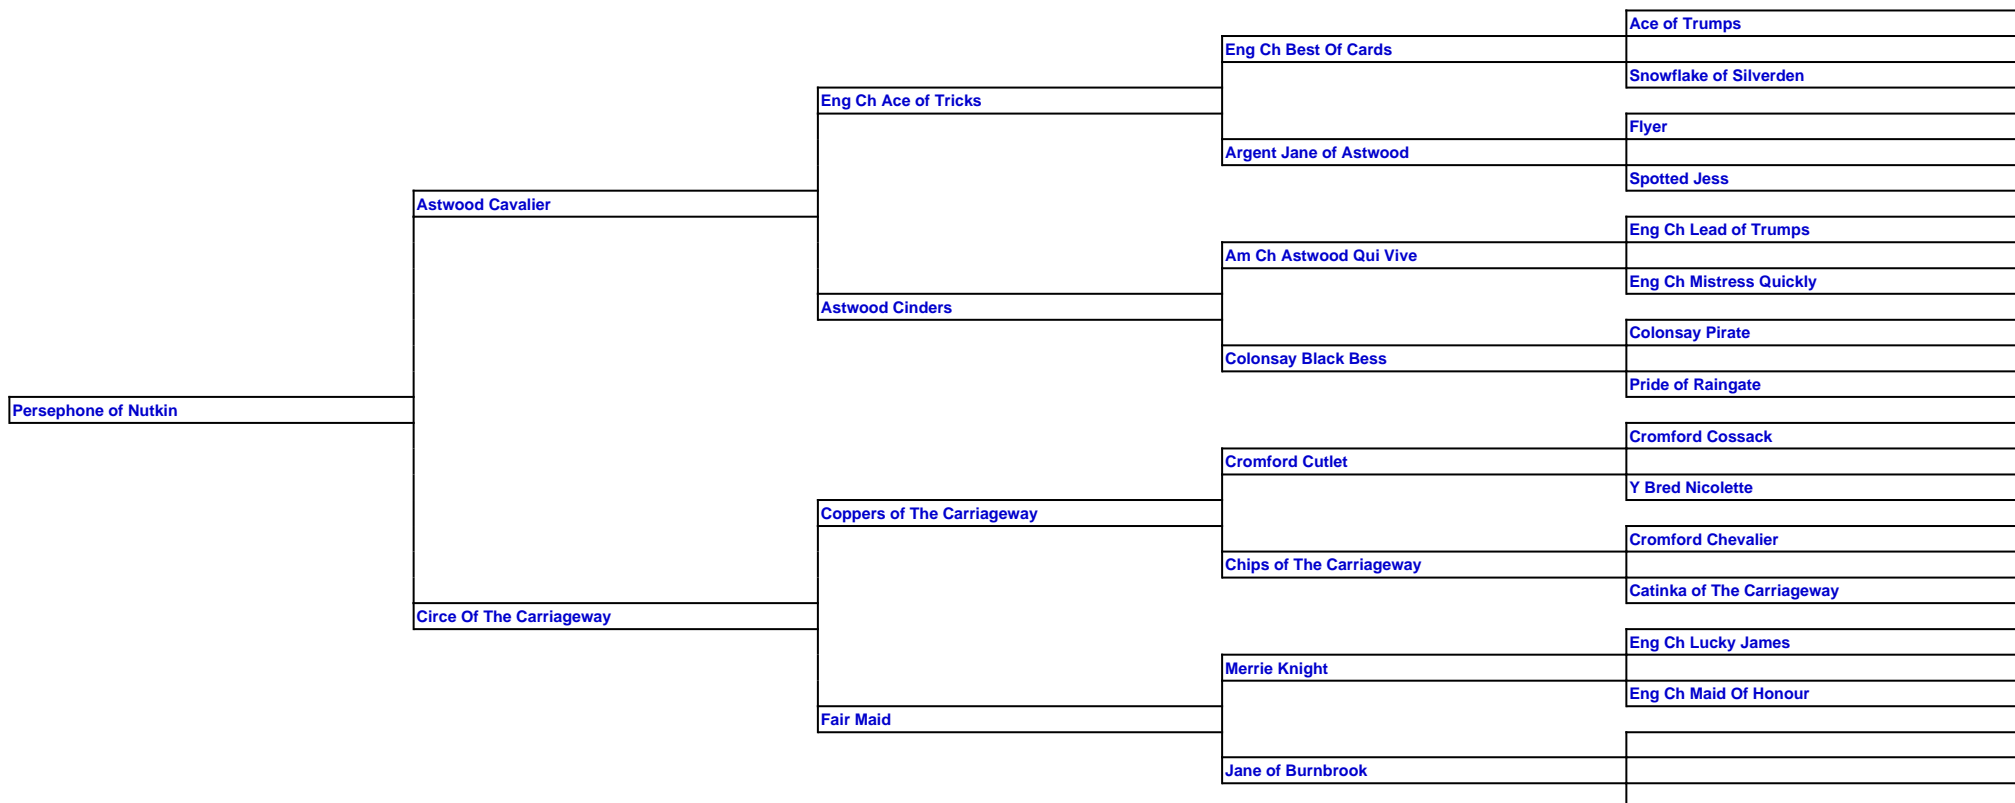 Ace of Trumps
Eng Ch Best Of Cards
Snowflake of Silverden
Eng Ch Ace of Tricks
Flyer
Argent Jane of Astwood
Spotted Jess
Astwood Cavalier
Eng Ch Lead of Trumps
Am Ch Astwood Qui Vive
Eng Ch Mistress Quickly
Astwood Cinders
Colonsay Pirate
Colonsay Black Bess
Pride of Raingate
Persephone of Nutkin
Cromford Cossack
Cromford Cutlet
Y Bred Nicolette
Coppers of The Carriageway
Cromford Chevalier
Chips of The Carriageway
Catinka of The Carriageway
Circe Of The Carriageway
Eng Ch Lucky James
Merrie Knight
Eng Ch Maid Of Honour
Fair Maid
Jane of Burnbrook